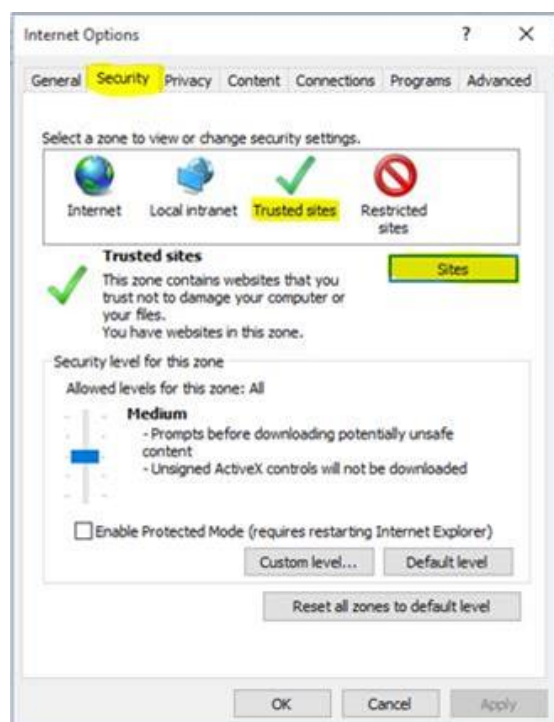 Internet Options
?
General Security Privacy Content Connections Programs Advanced
Select a zone to view or change security settings.
Internet Local intranet Trusted sites Restricted
sites
Trusted sites
Sites
This zone contains websites that you
trust not to damage your computer or
your files.
You have websites in this zone.
Security level for this zone
Allowed levels for this zone: All
Medium
- Prompts before downloading potentially unsafe
content
- Unsigned ActiveX controls will not be downloaded
Enable Protected Mode (requires restarting Internet Explorer)
Custom level... Default level
Reset all zones to default level
OK Cancel Apply